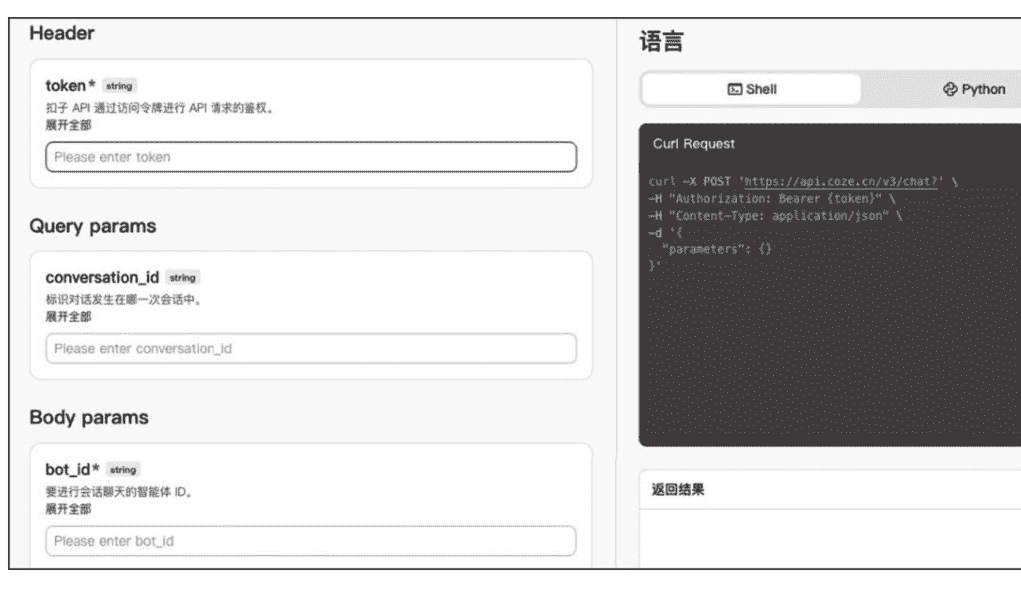 Header
token* string
扣子 API 通过访问令牌进行 API 请求的鉴权。
展开全部
Please enter token
Query params
conversation_id string
标识对话发生在哪一次会话中。
展开全部
Please enter conversation_id
Body params
bot_id* string
要进行会话聊天的智能体 ID。
展开全部
Please enter bot_id
语言
Shell
Python
Curl Request
curl -X POST 'https://api.coze.cn/v3/chat?' \
-H "Authorization: Bearer {token}" \
-H "Content-Type: application/json" \
-d '{
"parameters": {}
}'
返回结果